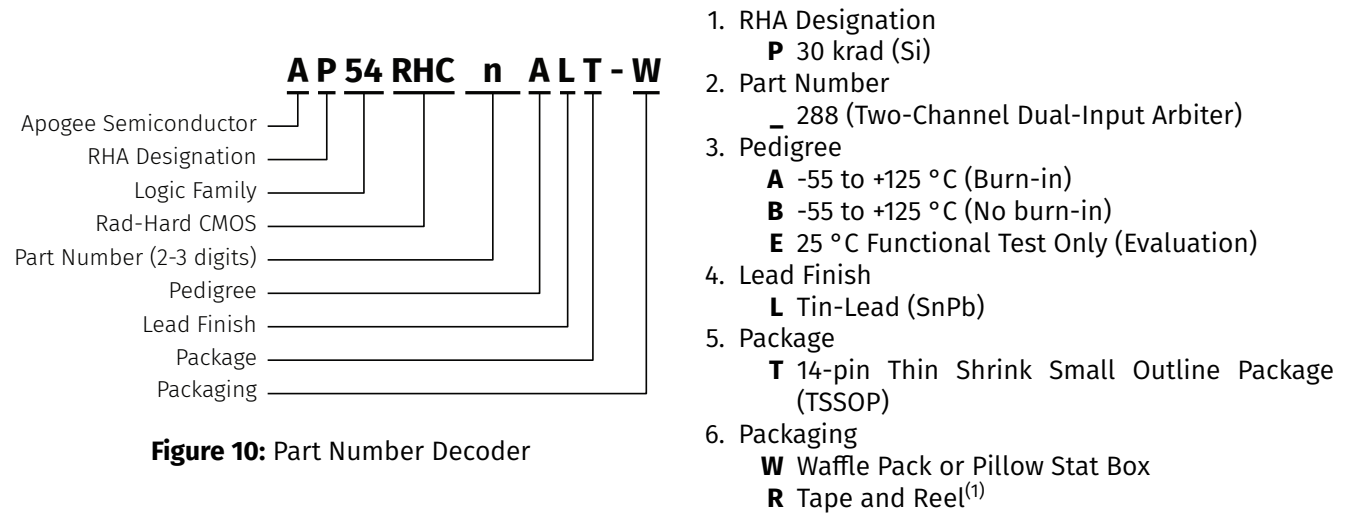 A P 54 RHC n A L T - W
Apogee Semiconductor
RHA Designation
Logic Family
Rad-Hard CMOS
Part Number (2-3 digits)
Pedigree
Lead Finish
Package
Packaging
Figure 10: Part Number Decoder
1. RHA Designation
P 30 krad (Si)
2. Part Number
_ 288 (Two-Channel Dual-Input Arbiter)
3. Pedigree
A -55 to +125 °C (Burn-in)
B -55 to +125 °C (No burn-in)
E 25 °C Functional Test Only (Evaluation)
4. Lead Finish
L Tin-Lead (SnPb)
5. Package
T 14-pin Thin Shrink Small Outline Package
(TSSOP)
6. Packaging
W Waffle Pack or Pillow Stat Box
R Tape and Reel(1)